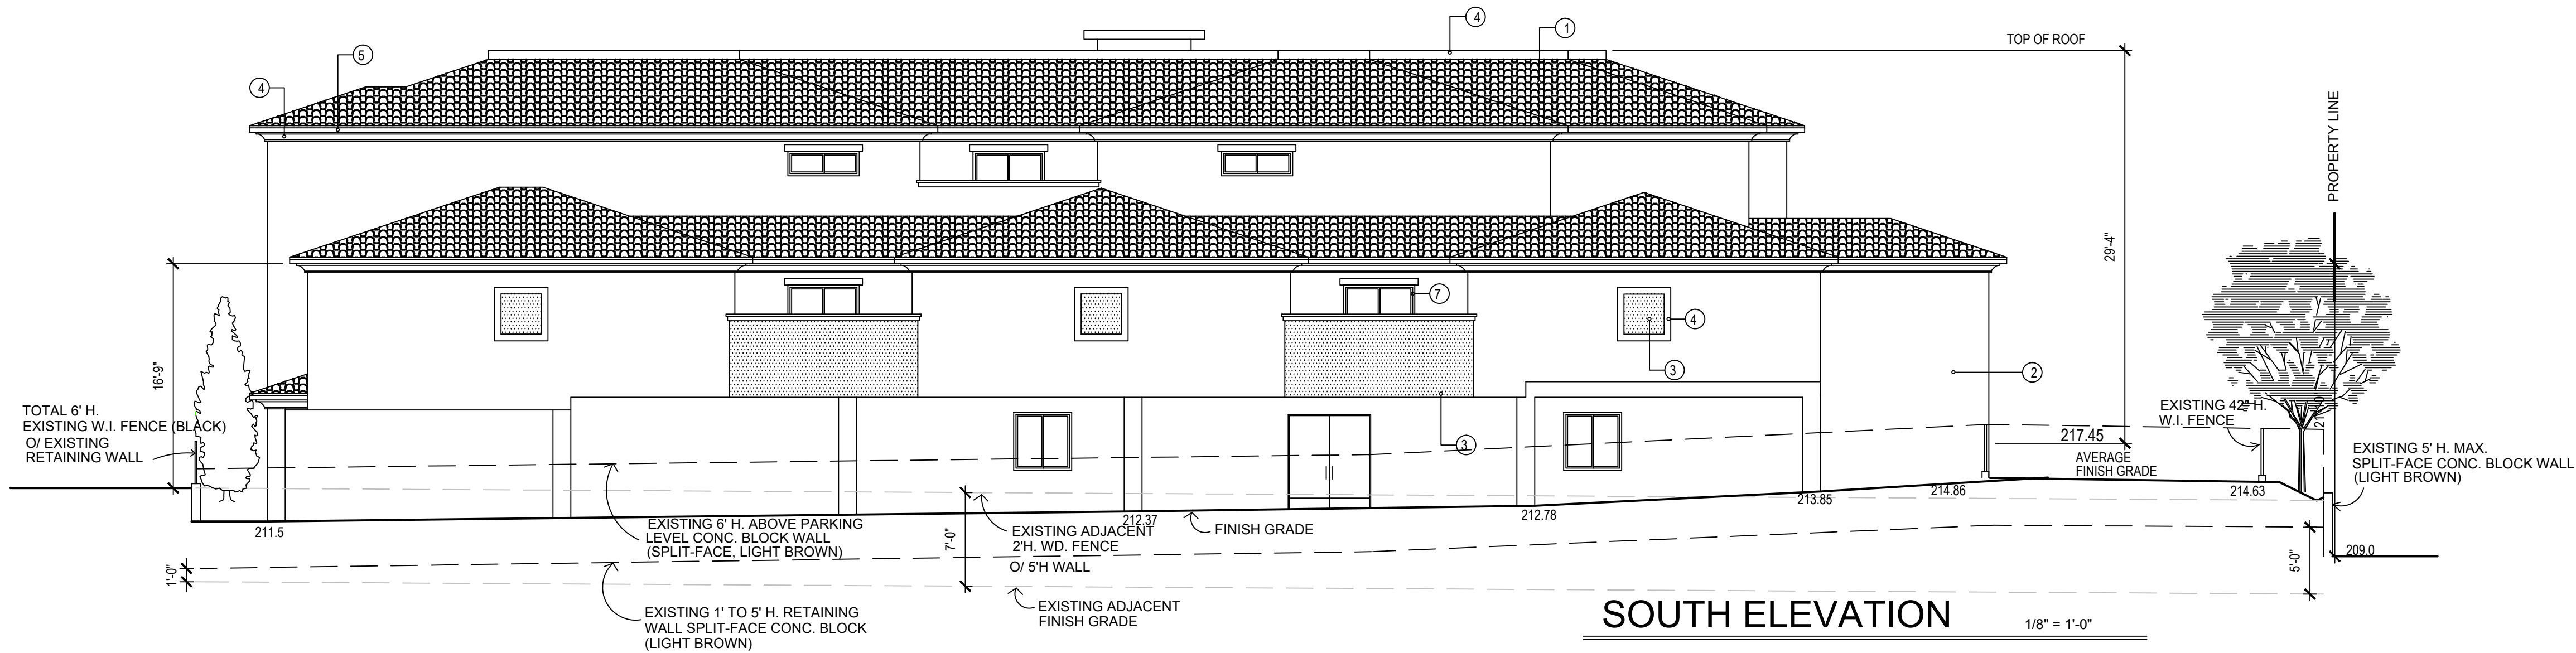 4
1
5
4
TOP OF ROOF
PROPERTY LINE
29'-4"
16'-9"
7
4
3
2
3
TOTAL 6' H.
EXISTING W.I. FENCE (BLACK)
O/ EXISTING
RETAINING WALL
EXISTING 42" H.
W.I. FENCE
21'-0"
217.45
AVERAGE
FINISH GRADE
EXISTING 5' H. MAX.
SPLIT-FACE CONC. BLOCK WALL
(LIGHT BROWN)
211.5
212.37
212.78
213.85
214.86
214.63
209.0
EXISTING 6' H. ABOVE PARKING
LEVEL CONC. BLOCK WALL
(SPLIT-FACE, LIGHT BROWN)
7'-0"
EXISTING ADJACENT
2'H. WD. FENCE
O/ 5'H WALL
FINISH GRADE
1'-0"
5'-0"
EXISTING 1' TO 5' H. RETAINING
WALL SPLIT-FACE CONC. BLOCK
(LIGHT BROWN)
EXISTING ADJACENT
FINISH GRADE
SOUTH ELEVATION
1/8" = 1'-0"